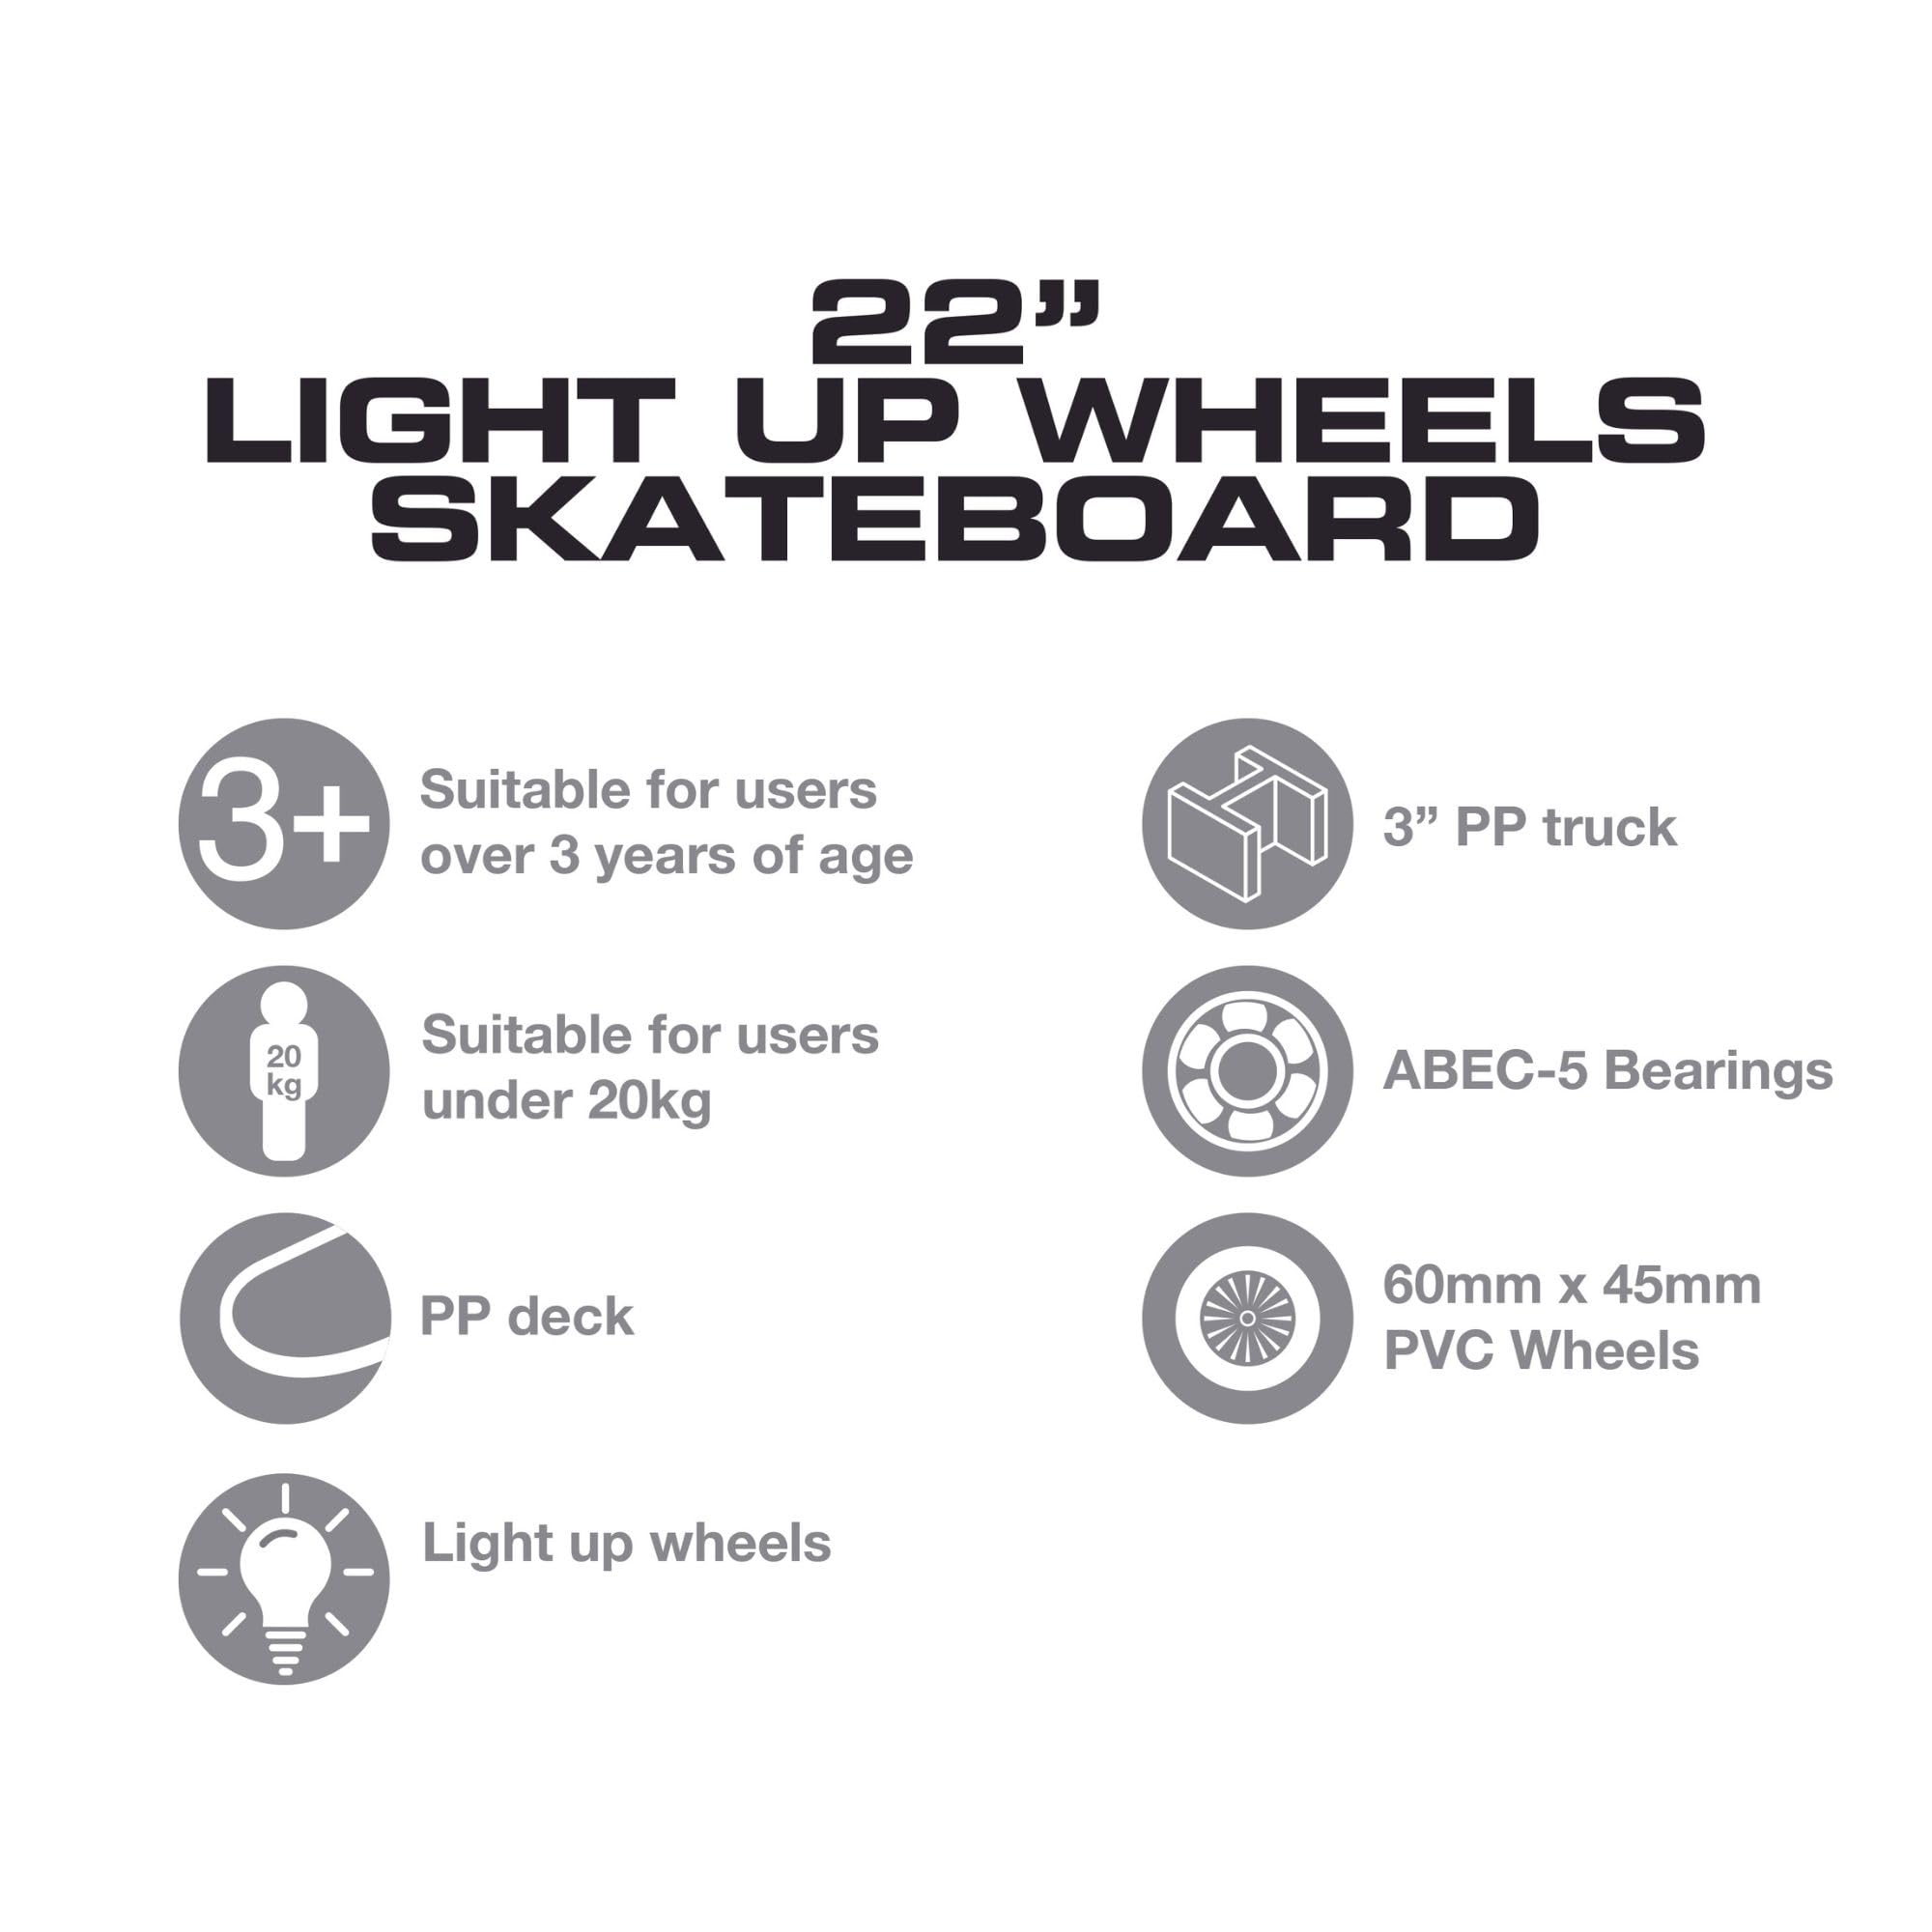 22”
LIGHT UP WHEELS
SKATEBOARD
3+
Suitable for users
over 3 years of age
20
kg
Suitable for users
under 20kg
PP deck
Light up wheels
3” PP truck
ABEC-5 Bearings
60mm x 45mm
PVC Wheels